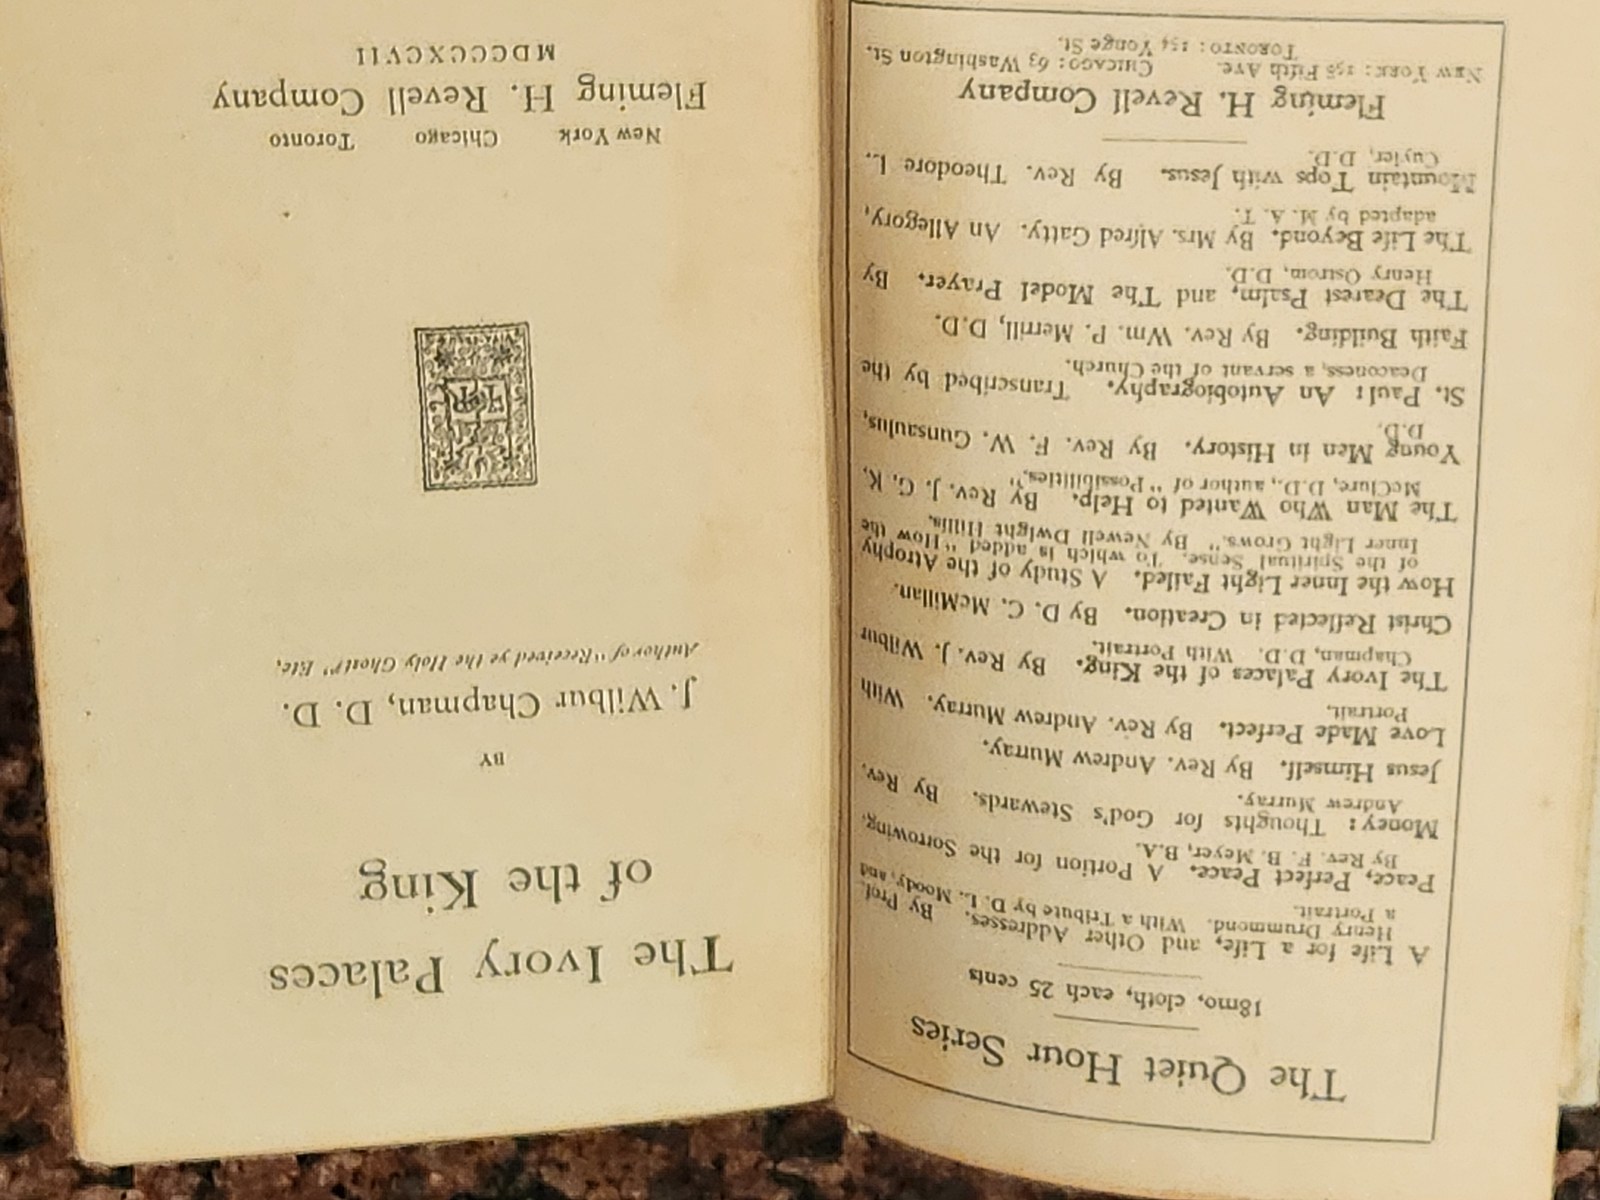 The Quiet Hour Series
18mo, cloth, each 25 cents
A Life for a Life, and Other Addresses. By Prof.
Henry Drummond. With a Tribute by D. L. Moody, and
a Portrait.
Peace, Perfect Peace. A Portion for the Sorrowing.
By Rev. F. B. Meyer, B.A.
Money: Thoughts for God's Stewards. By Rev.
Andrew Murray.
Jesus Himself. By Rev. Andrew Murray.
Love Made Perfect. By Rev. Andrew Murray. With
Portrait.
The Ivory Palaces of the King. By Rev. J. Wilbur
Chapman, D.D. With Portrait.
Christ Reflected in Creation. By D. C. McMillan.
How the Inner Light Failed. A Study of the Atrophy
of the Spiritual Sense. To which is added "How the
Inner Light Grows." By Newell Dwight Hillis.
The Man Who Wanted to Help. By Rev. J. G. K.
McClure, D.D., author of "Possibilities."
Young Men in History. By Rev. F. W. Gunsaulus,
D.D.
St. Paul: An Autobiography. Transcribed by the
Deaconess, a servant of the Church.
Faith Building. By Rev. Wm. P. Merrill, D.D.
The Dearest Psalm, and The Model Prayer. By
Henry Ostrom, D.D.
The Life Beyond. By Mrs. Alfred Gatty. An Allegory,
adapted by M. A. T.
Mountain Tops with Jesus. By Rev. Theodore L.
Cuyler, D.D.
Fleming H. Revell Company
New York: 158 Fifth Ave. Chicago: 63 Washington St.
Toronto: 154 Yonge St.
The Ivory Palaces
of the King
BY
J. Wilbur Chapman, D. D.
Author of "Received ye the Holy Ghost?" Etc,
FHR
New York Chicago Toronto
Fleming H. Revell Company
MDCCCXCVII